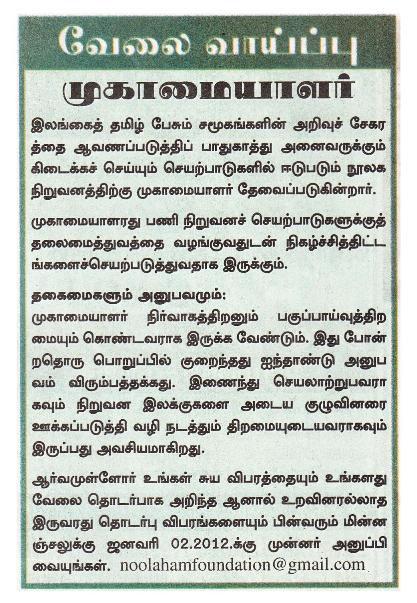 வேலை வாய்ப்பு
முகாமையாளர்
இலங்கைத் தமிழ் பேசும் சமூகங்களின் அறிவுச் சேகர
த்தை ஆவணப்படுத்திப் பாதுகாத்து அனைவருக்கும்
கிடைக்கச் செய்யும் செயற்பாடுகளில் ஈடுபடும் நூலக
நிறுவனத்திற்கு முகாமையாளர் தேவைப்படுகின்றார்.
முகாமையாளரது பணி நிறுவனச் செயற்பாடுகளுக்குத்
தலைமைத்துவத்தை வழங்குவதுடன் நிகழ்ச்சித்திட்ட
ங்களைச்செயற்படுத்துவதாக இருக்கும்.
தகைமைகளும் அனுபவமும்:
முகாமையாளர் நிர்வாகத்திறனும் பகுப்பாய்வுத்திற
மையும் கொண்டவராக இருக்க வேண்டும். இது போன்
றதொரு பொறுப்பில் குறைந்தது ஐந்தாண்டு அனுப
வம் விரும்பத்தக்கது. இணைந்து செயலாற்றுபவரா
கவும் நிறுவன இலக்குகளை அடைய குழுவினரை
ஊக்கப்படுத்தி வழி நடத்தும் திறமையுடையவராகவும்
இருப்பது அவசியமாகிறது.
ஆர்வமுள்ளோர் உங்கள் சுய விபரத்தையும் உங்களது
வேலை தொடர்பாக அறிந்த ஆனால் உறவினரல்லாத
இருவரது தொடர்பு விபரங்களையும் பின்வரும் மின்ன
ஞ்சலுக்கு ஜனவரி 02.2012.க்கு முன்னர் அனுப்பி
வையுங்கள். noolahamfoundation@gmail.com